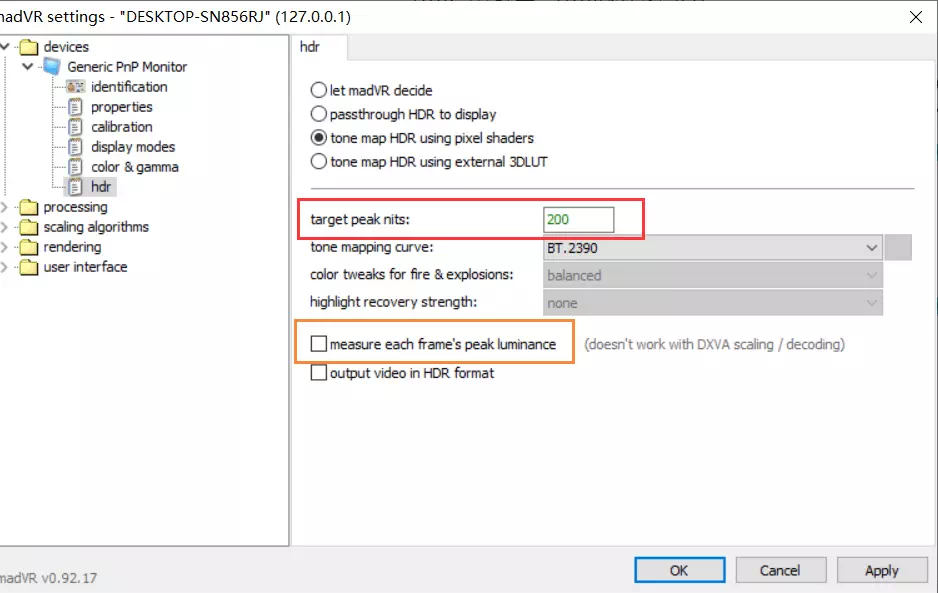 madVR settings - "DESKTOP-SN856RJ" (127.0.0.1)
devices
Generic PnP Monitor
identification
properties
calibration
display modes
color & gamma
hdr
processing
scaling algorithms
rendering
user interface
hdr
let madVR decide
passthrough HDR to display
tone map HDR using pixel shaders
tone map HDR using external 3DLUT
target peak nits: 200
tone mapping curve: BT.2390
color tweaks for fire & explosions: balanced
highlight recovery strength: none
measure each frame's peak luminance (doesn't work with DXVA scaling / decoding)
output video in HDR format
madVR v0.92.17
OK Cancel Apply